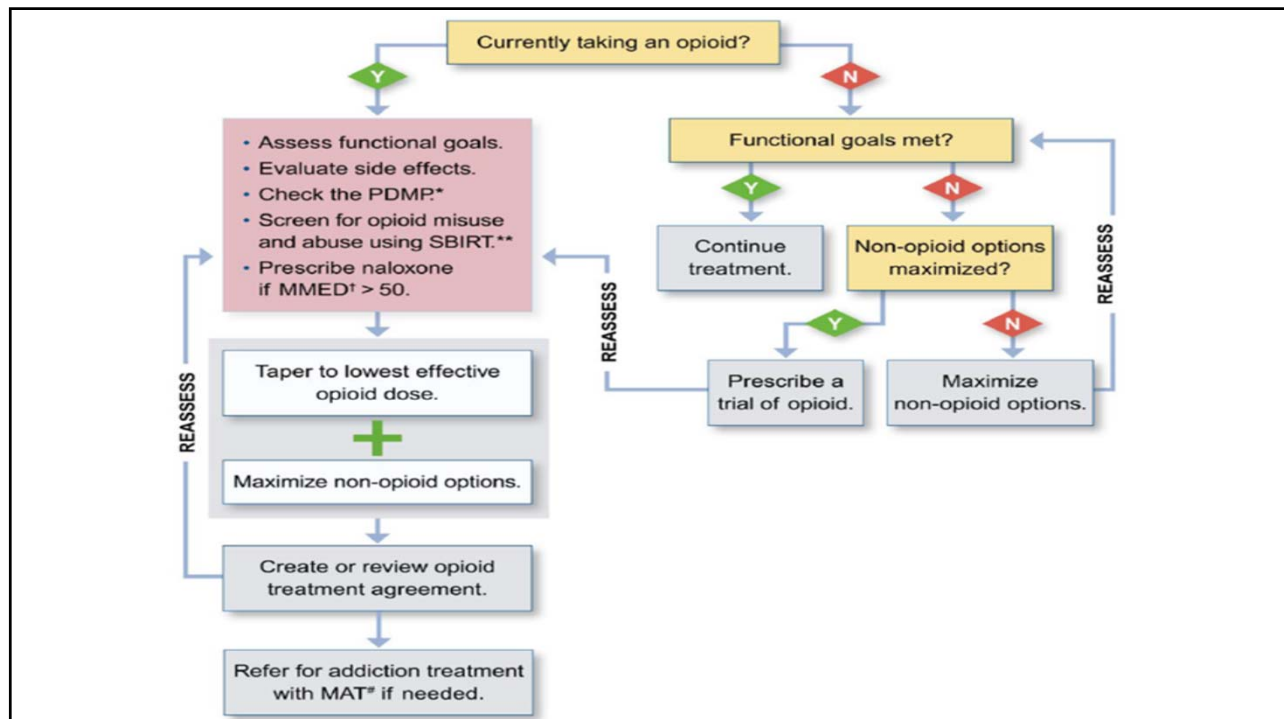 Currently taking an opioid?
Y
N
• Assess functional goals.
• Evaluate side effects.
• Check the PDMP.*
• Screen for opioid misuse
and abuse using SBIRT.**
• Prescribe naloxone
if MMED† > 50.
Functional goals met?
Y
N
Continue
treatment.
Non-opioid options
maximized?
Y
N
Prescribe a
trial of opioid.
Maximize
non-opioid options.
REASSESS
REASSESS
Taper to lowest effective
opioid dose.
+
Maximize non-opioid options.
REASSESS
Create or review opioid
treatment agreement.
Refer for addiction treatment
with MAT# if needed.